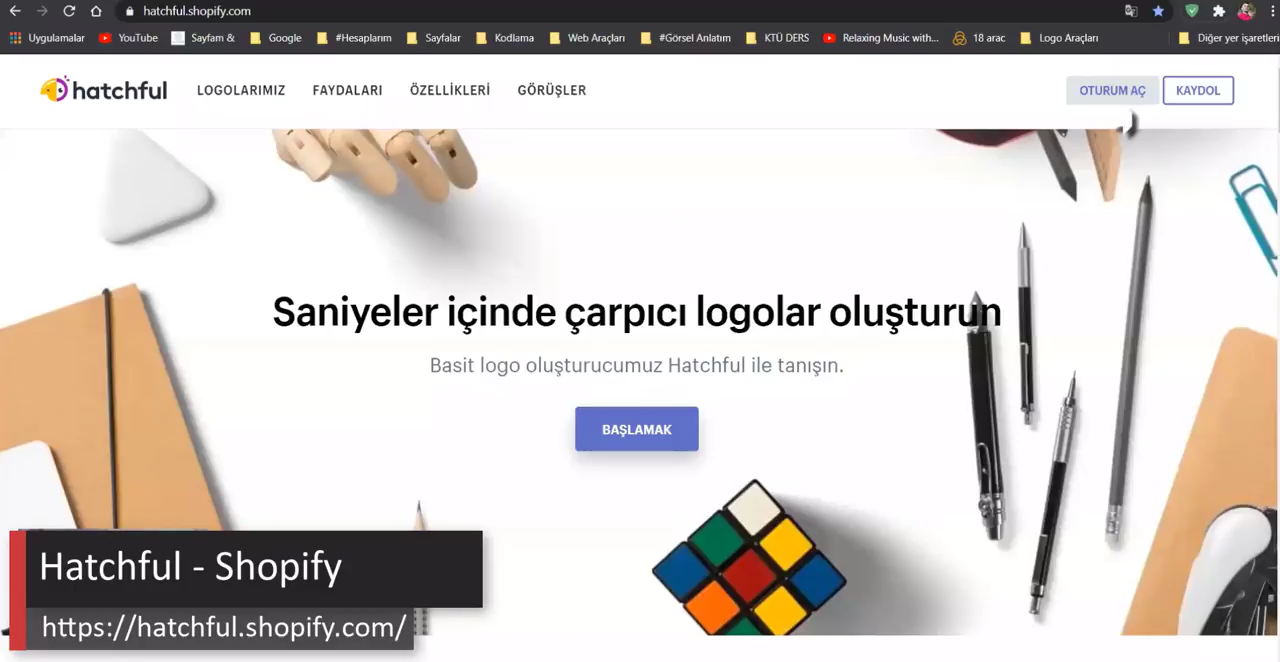 hatchful.shopify.com
Uygulamalar YouTube Sayfam & Google #Hesaplarım Sayfalar Kodlama Web Araçları #Görsel Anlatım KTÜ DERS Relaxing Music with... 18 arac Logo Araçları Diğer yer işaretleri
hatchful LOGOLARIMIZ FAYDALARI ÖZELLİKLERİ GÖRÜŞLER OTURUM AÇ KAYDOL
Saniyeler içinde çarpıcı logolar oluşturun
Basit logo oluşturucumuz Hatchful ile tanışın.
BAŞLAMAK
Hatchful - Shopify
https://hatchful.shopify.com/